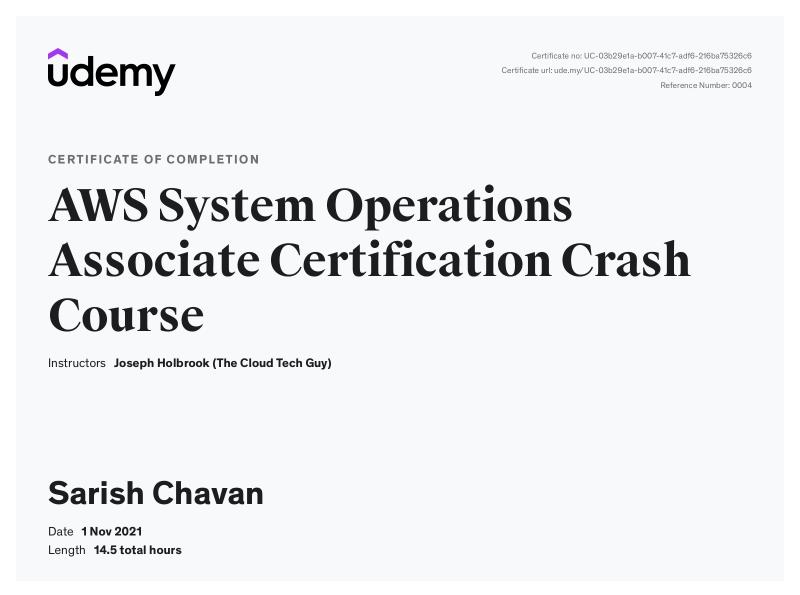 udemy
Certificate no: UC-03b29e1a-b007-41c7-adf6-216ba75326c6
Certificate url: ude.my/UC-03b29e1a-b007-41c7-adf6-216ba75326c6
Reference Number: 0004
CERTIFICATE OF COMPLETION
AWS System Operations
Associate Certification Crash
Course
Instructors Joseph Holbrook (The Cloud Tech Guy)
Sarish Chavan
Date 1 Nov 2021
Length 14.5 total hours